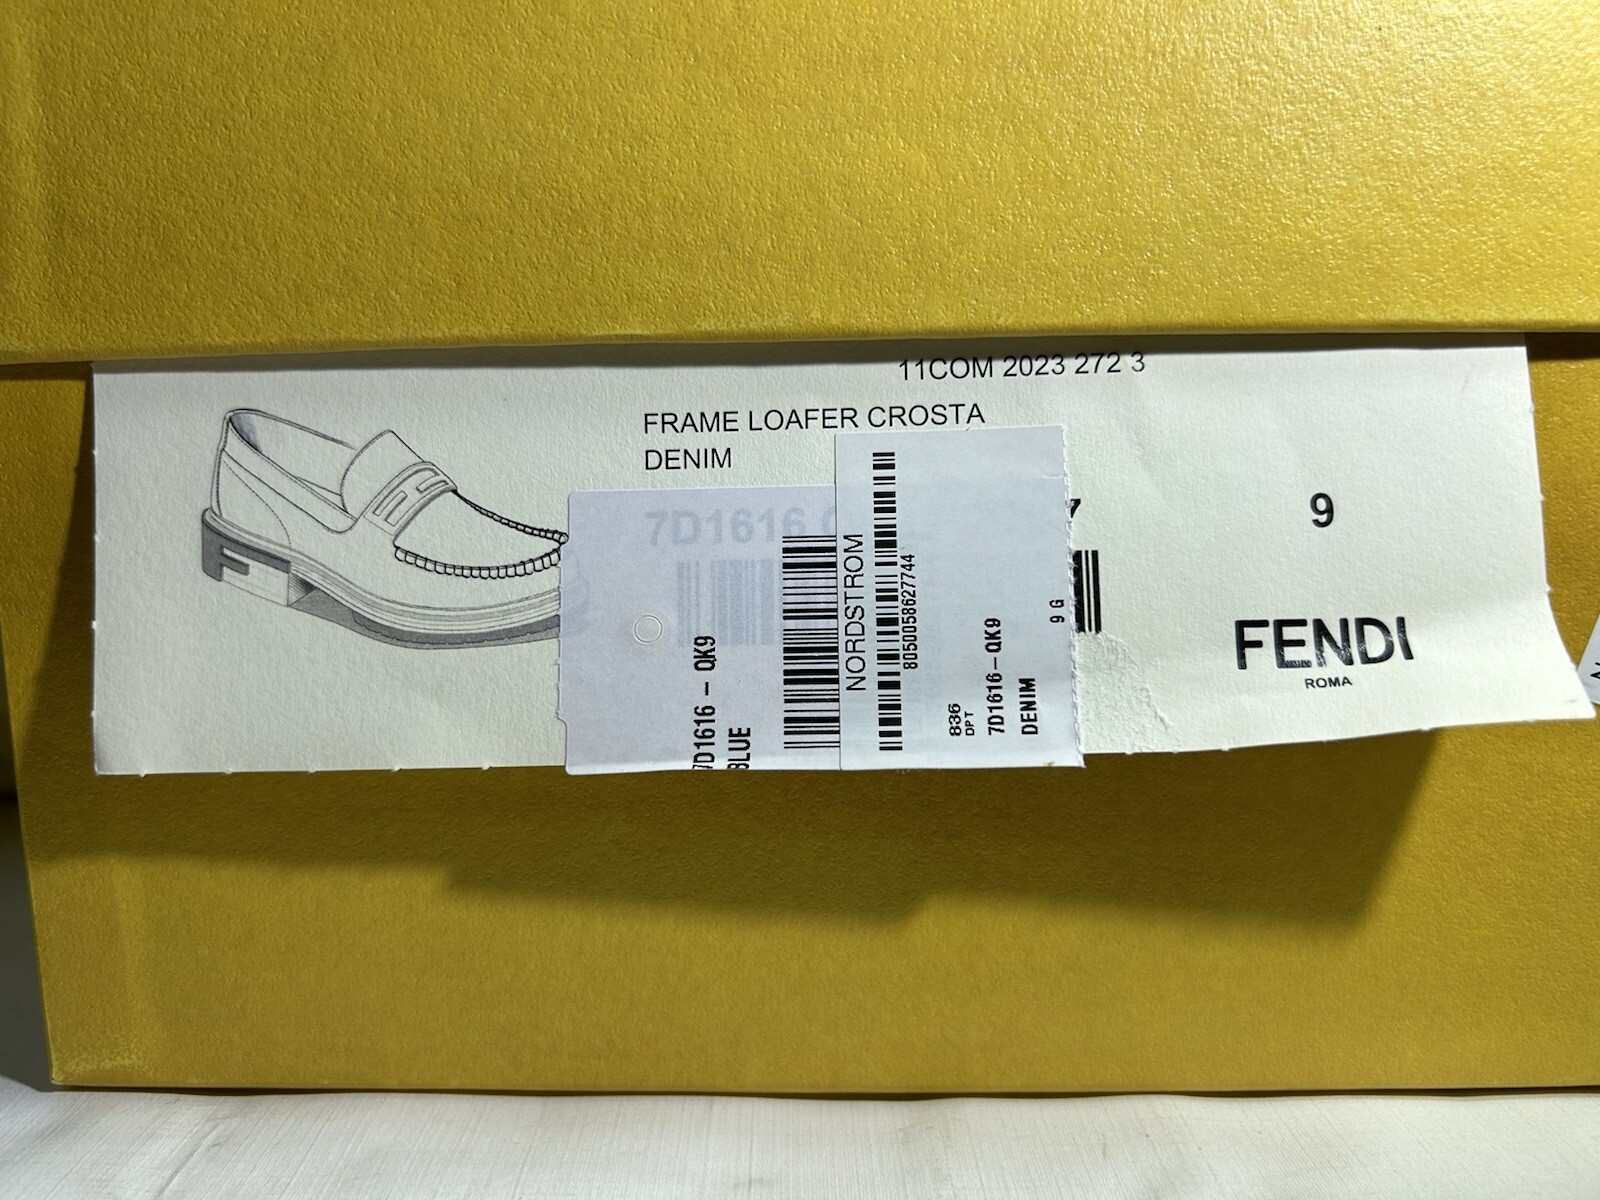 11COM 2023 272 3
FRAME LOAFER CROSTA
DENIM
7D1616
7
9
FENDI
ROMA
7D1616 - QK9
BLUE
NORDSTROM
8050058627744
836
DPT
7D1616-QK9
DENIM
9 G